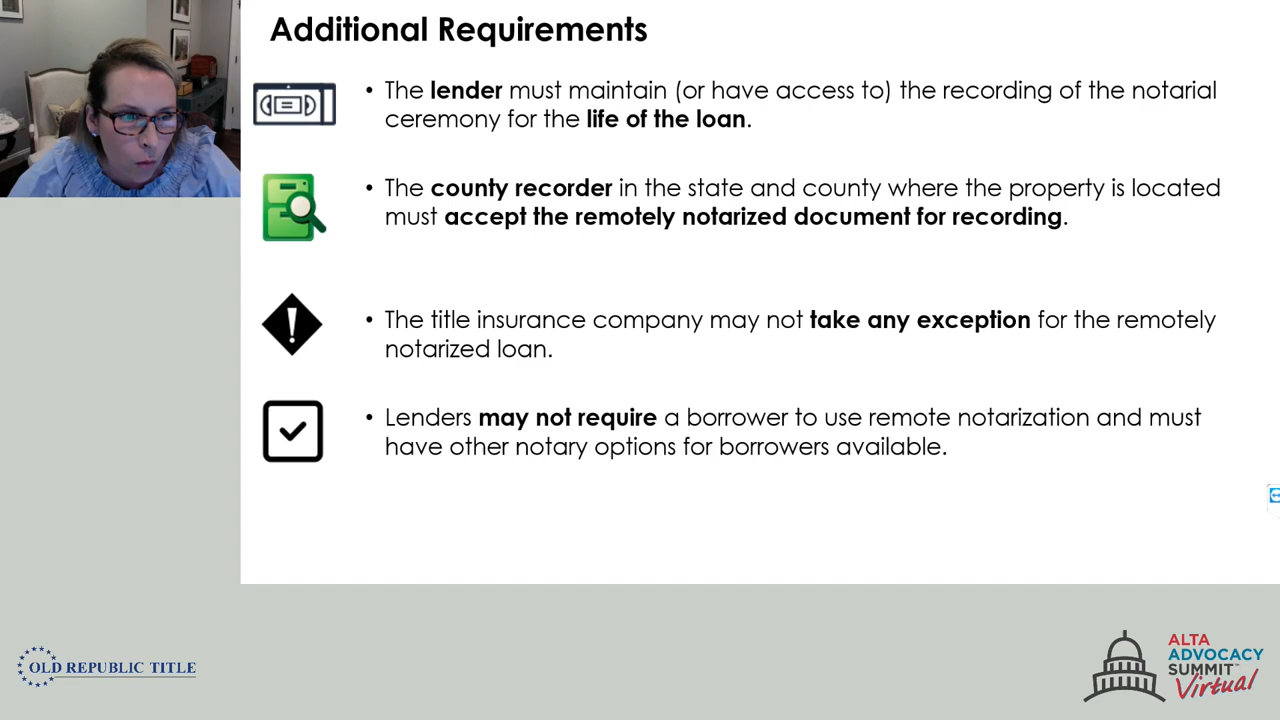 Additional Requirements
• The lender must maintain (or have access to) the recording of the notarial
ceremony for the life of the loan.
• The county recorder in the state and county where the property is located
must accept the remotely notarized document for recording.
• The title insurance company may not take any exception for the remotely
notarized loan.
• Lenders may not require a borrower to use remote notarization and must
have other notary options for borrowers available.
OLD REPUBLIC TITLE
ALTA
ADVOCACY
SUMMIT™
Virtual